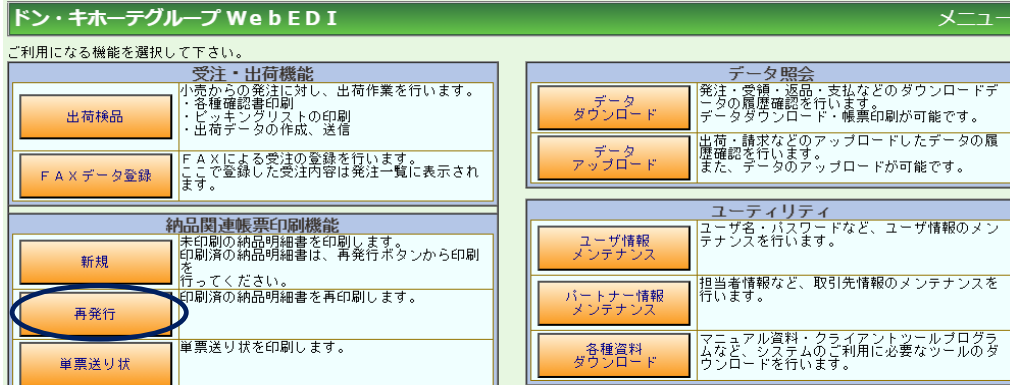 ドン・キホーテグループWebEDI
メニュー
ご利用になる機能を選択して下さい。
受注・出荷機能
出荷検品
小売からの発注に対し、出荷作業を行います。
・各種確認書印刷
・ピッキングリストの印刷
・出荷データの作成、送信
FAXデータ登録
FAXによる受注の登録を行います。
ここで登録した受注内容は発注一覧に表示され
ます。
納品関連帳票印刷機能
新規
未印刷の納品明細書を印刷します。
印刷済の納品明細書は、再発行ボタンから印刷
を
行ってください。
再発行
印刷済の納品明細書を再印刷します。
単票送り状
単票送り状を印刷します。
データ照会
データ
ダウンロード
発注・受領・返品・支払などのダウンロードデ
ータの履歴確認を行います。
データダウンロード・帳票印刷が可能です。
データ
アップロード
出荷・請求などのアップロードしたデータの履
歴確認を行います。
また、データのアップロードが可能です。
ユーティリティ
ユーザ情報
メンテナンス
ユーザ名・パスワードなど、ユーザ情報のメン
テナンスを行います。
パートナー情報
メンテナンス
担当者情報など、取引先情報のメンテナンスを
行います。
各種資料
ダウンロード
マニュアル資料・クライアントツールプログラ
ムなど、システムのご利用に必要なツールのダ
ウンロードを行います。